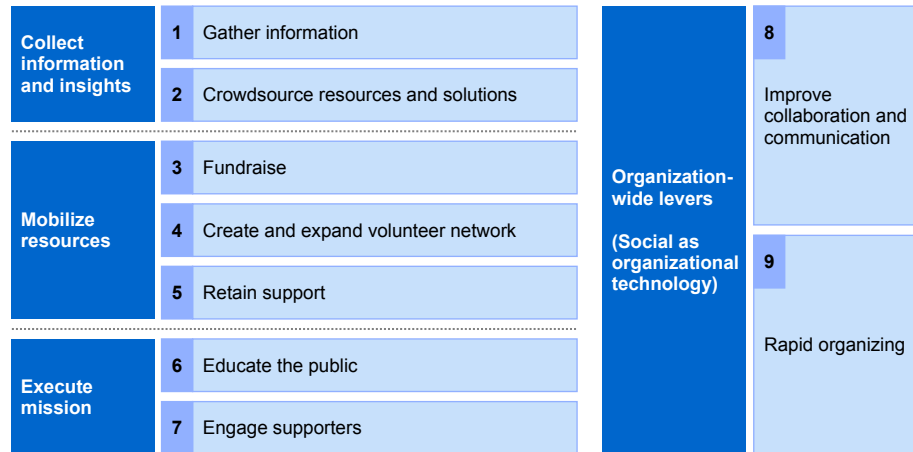 Collect
information
and insights
1 Gather information
2 Crowdsource resources and solutions
Mobilize
resources
3 Fundraise
4 Create and expand volunteer network
5 Retain support
Execute
mission
6 Educate the public
7 Engage supporters
Organization-
wide levers
(Social as
organizational
technology)
8
Improve
collaboration and
communication
9
Rapid organizing